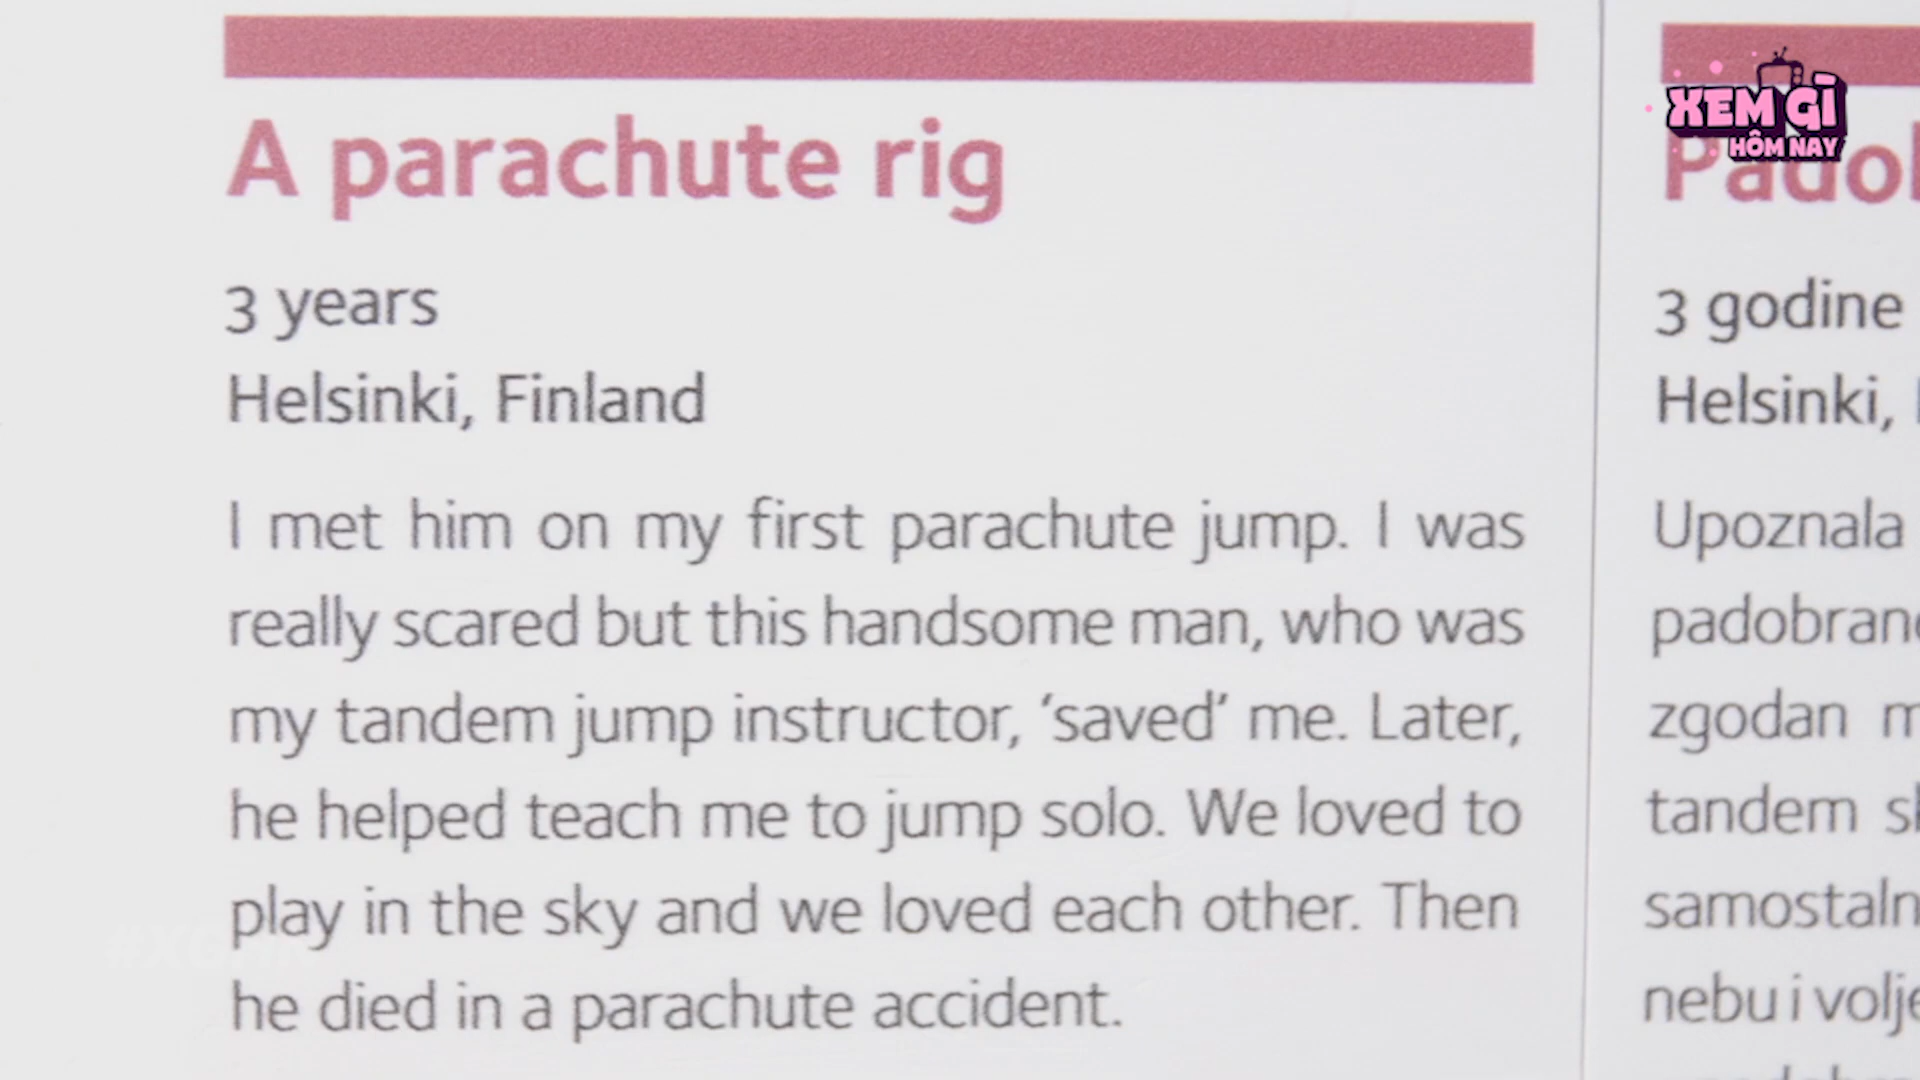 A parachute rig
3 years
Helsinki, Finland
I met him on my first parachute jump. I was
really scared but this handsome man, who was
my tandem jump instructor, ‘saved’ me. Later,
he helped teach me to jump solo. We loved to
play in the sky and we loved each other. Then
he died in a parachute accident.
XEM GÌ
HÔM NAY
3 godine
Helsinki,
Upoznala
zgodan
tandem
nebu i